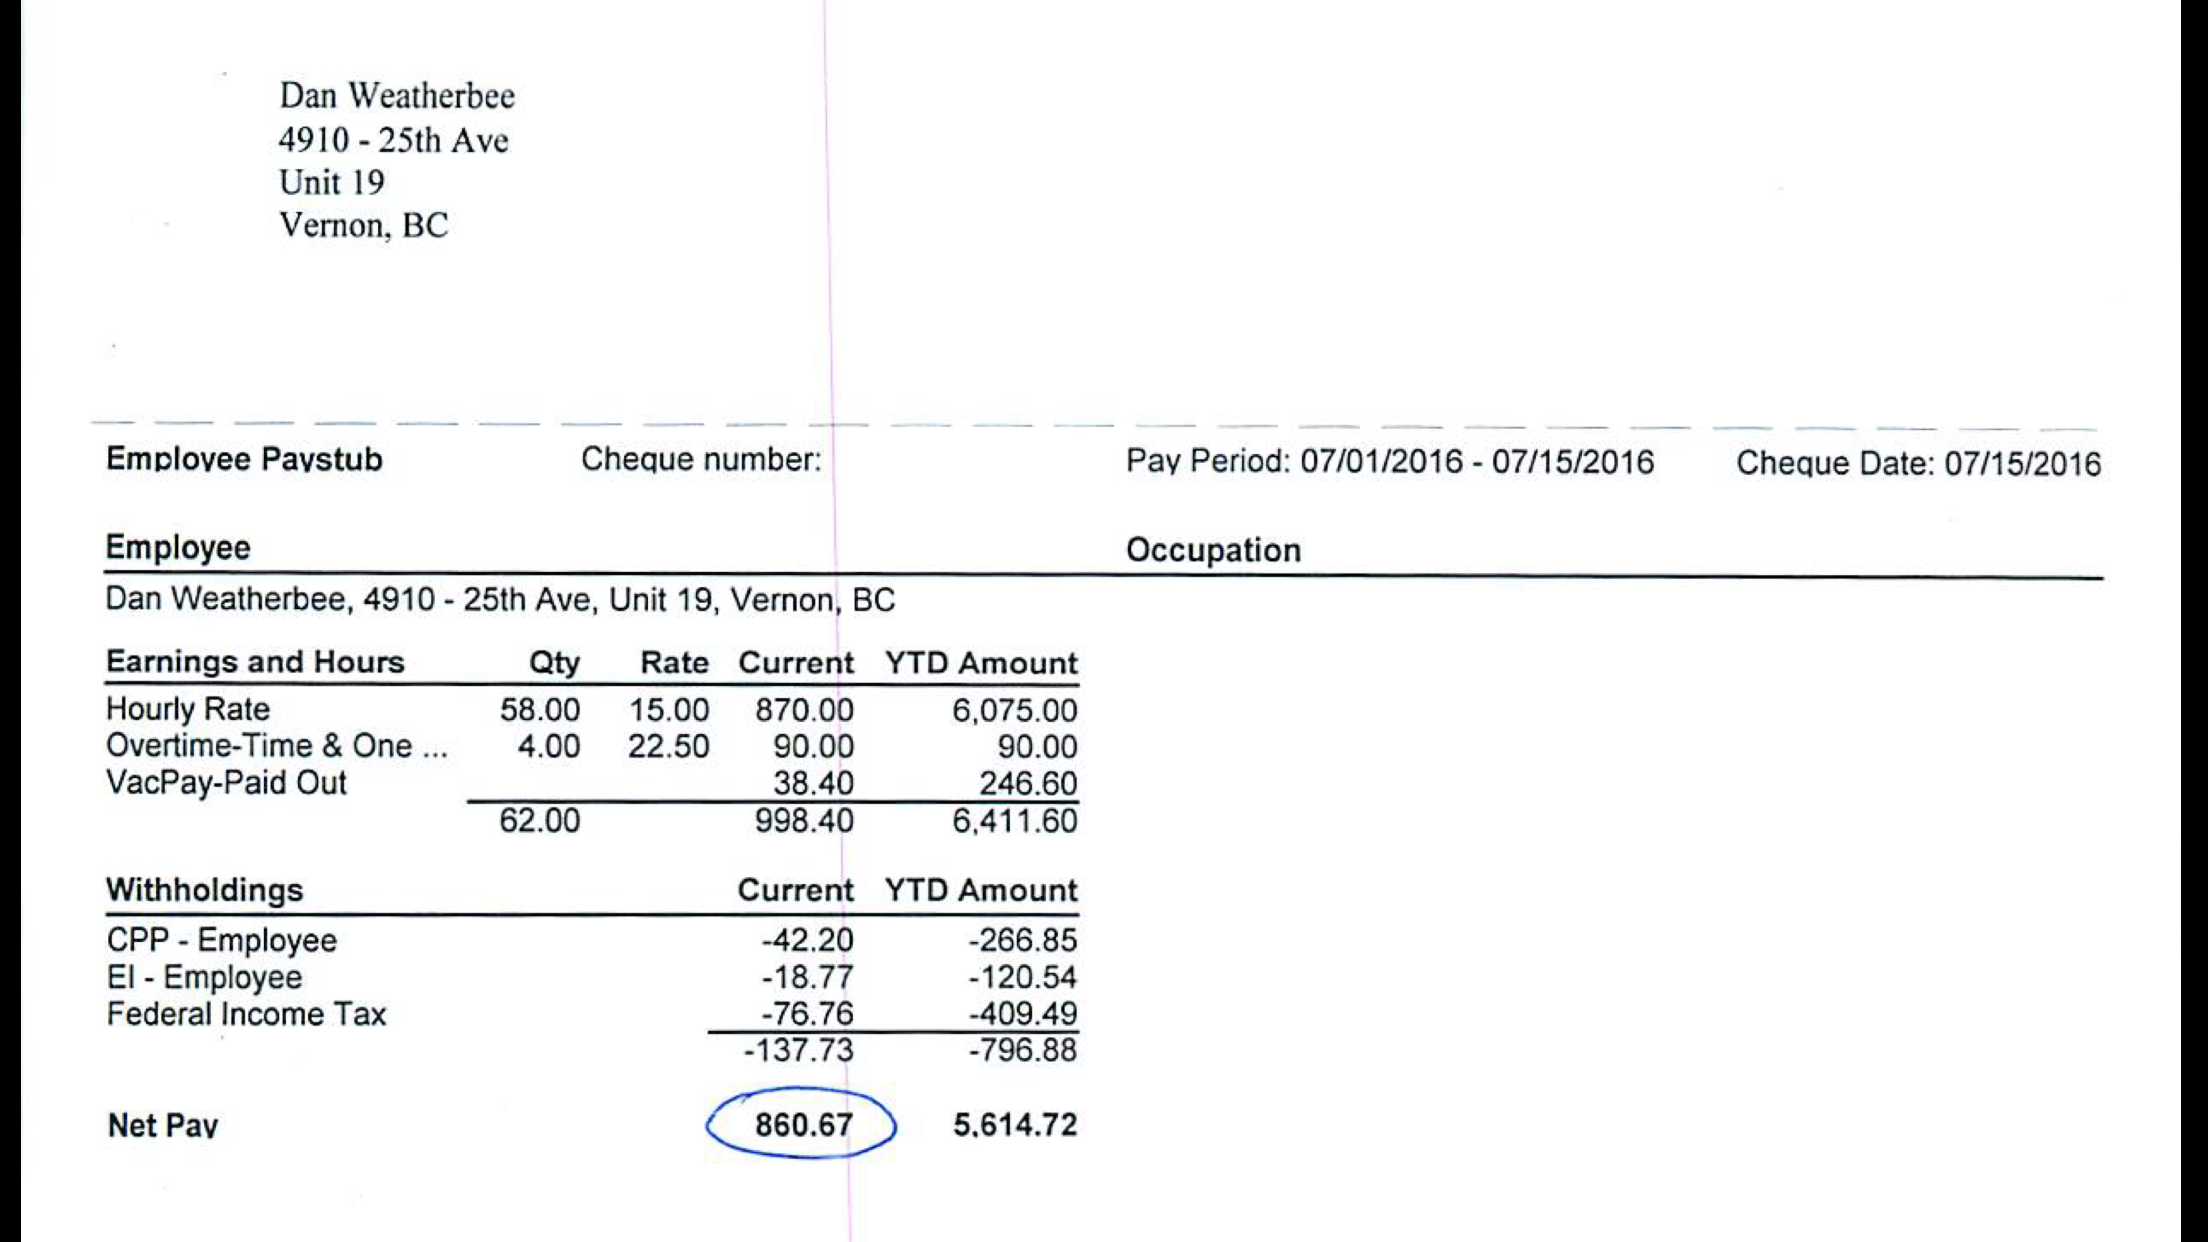 Dan Weatherbee
4910 - 25th Ave
Unit 19
Vernon, BC
Employee Paystub Cheque number: Pay Period: 07/01/2016 - 07/15/2016 Cheque Date: 07/15/2016
Employee Occupation
Dan Weatherbee, 4910 - 25th Ave, Unit 19, Vernon, BC
Earnings and Hours Qty Rate Current YTD Amount
Hourly Rate 58.00 15.00 870.00 6,075.00
Overtime-Time & One ... 4.00 22.50 90.00 90.00
VacPay-Paid Out 38.40 246.60
62.00 998.40 6,411.60
Withholdings Current YTD Amount
CPP - Employee -42.20 -266.85
EI - Employee -18.77 -120.54
Federal Income Tax -76.76 -409.49
-137.73 -796.88
Net Pay 860.67 5,614.72